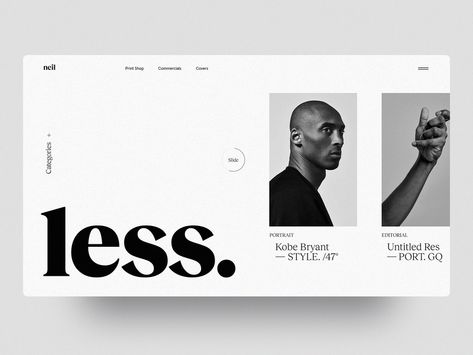 neil
Print Shop
Commercials
Covers
Categories +
Slide
less.
PORTRAIT
Kobe Bryant
— STYLE. /47°
EDITORIAL
Untitled Res
— PORT. GQ